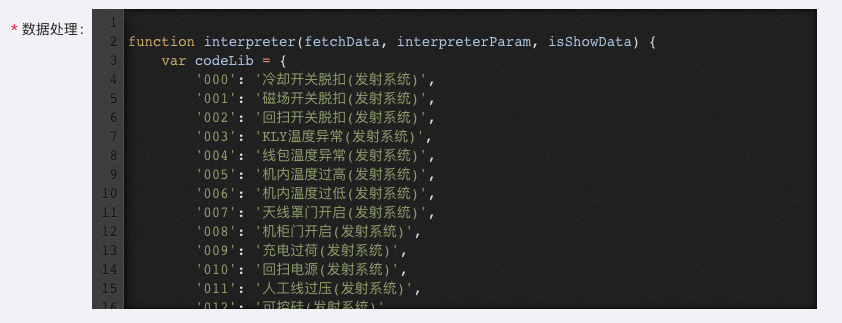 * 数据处理:
1
2 function interpreter(fetchData, interpreterParam, isShowData) {
3 var codeLib = {
4 '000': '冷却开关脱扣(发射系统)',
5 '001': '磁场开关脱扣(发射系统)',
6 '002': '回扫开关脱扣(发射系统)',
7 '003': 'KLY温度异常(发射系统)',
8 '004': '线包温度异常(发射系统)',
9 '005': '机内温度过高(发射系统)',
10 '006': '机内温度过低(发射系统)',
11 '007': '天线罩门开启(发射系统)',
12 '008': '机柜门开启(发射系统)',
13 '009': '充电过荷(发射系统)',
14 '010': '回扫电源(发射系统)',
15 '011': '人工线过压(发射系统)',
16 '012': '可控硅(发射系统)'